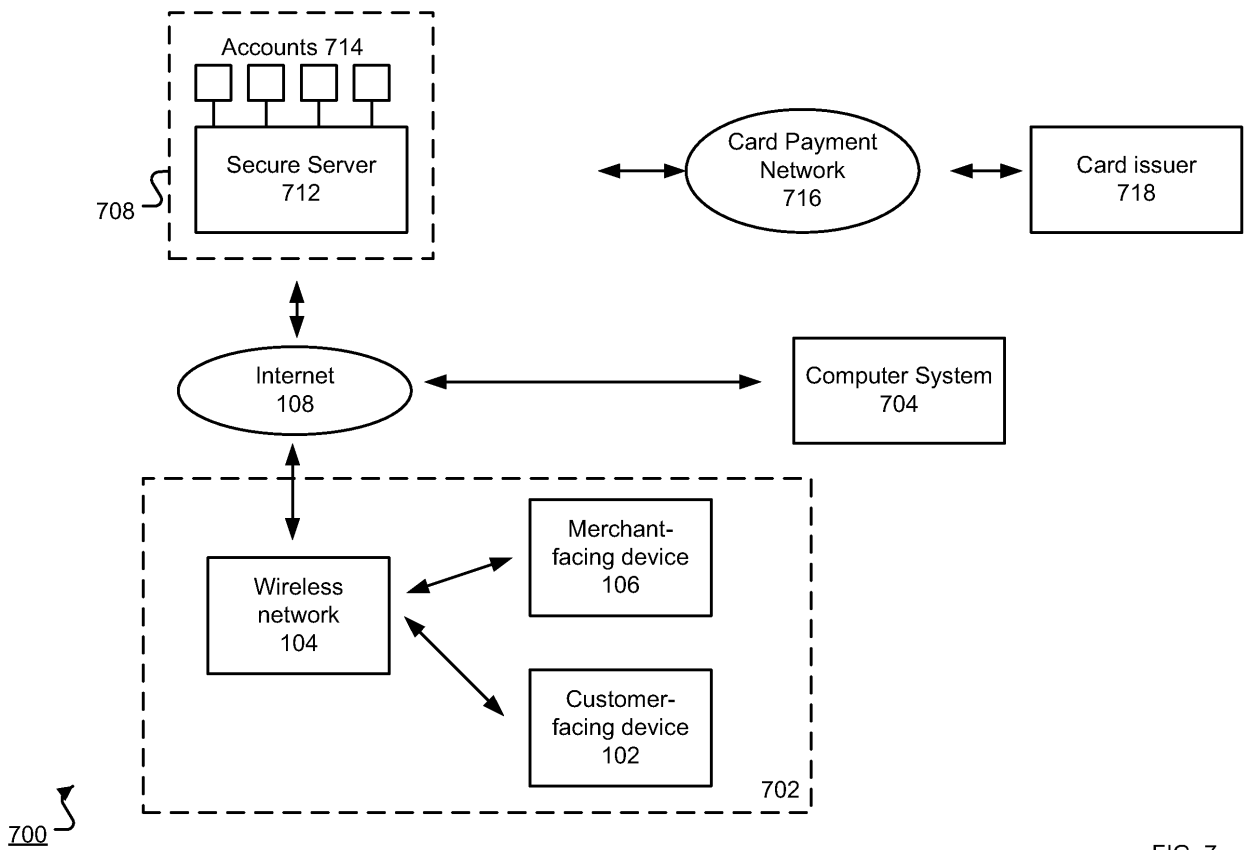 Accounts 714
Secure Server
712
708
Card Payment
Network
716
Card issuer
718
Internet
108
Computer System
704
Merchant-
facing device
106
Wireless
network
104
Customer-
facing device
102
702
700
FIG. 7